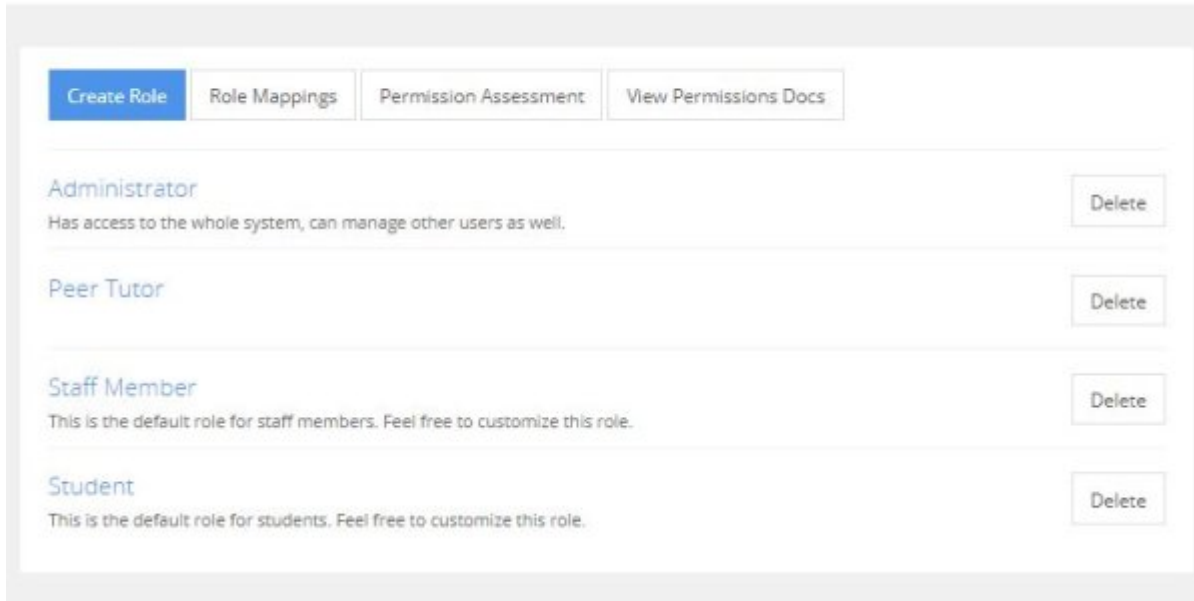 Create Role Role Mappings Permission Assessment View Permissions Docs
Administrator
Has access to the whole system, can manage other users as well.
Delete
Peer Tutor
Delete
Staff Member
This is the default role for staff members. Feel free to customize this role.
Delete
Student
This is the default role for students. Feel free to customize this role.
Delete